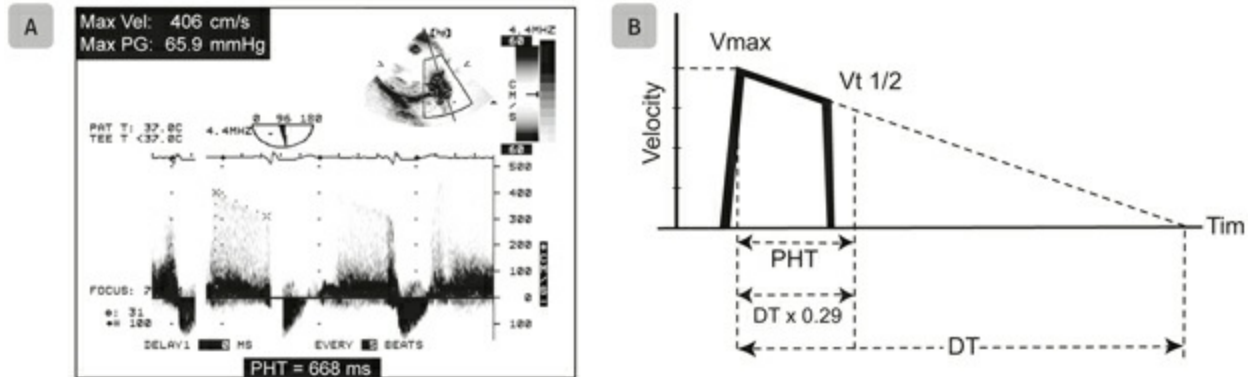 A
Max Vel: 406 cm/s
Max PG: 65.9 mmHg
4.4MHZ
60
C
M
/
S
60
0 96 180
4.4MHZ
PAT T: 37.0C
TEE T <37.0C
500
400
300
200
100
0
100
FOCUS: 7
DELAY1 0 MS
EVERY 5 BEATS
PHT = 668 ms
B
Vmax
Vt 1/2
Velocity
Tim
PHT
DT x 0.29
DT